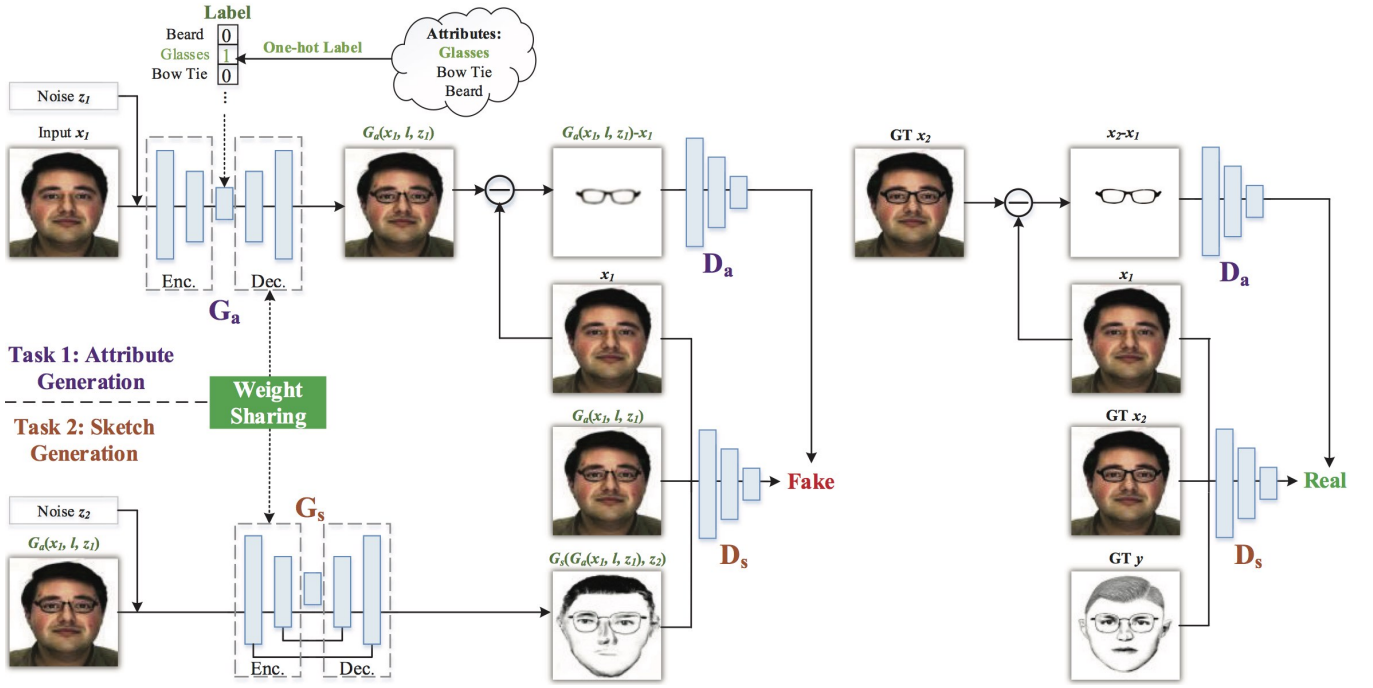 Label
Beard 0
Glasses 1
Bow Tie 0
One-hot Label
Attributes:
Glasses
Bow Tie
Beard
Noise z1
Input x1
Enc.
Dec.
Ga
Ga(x1, l, z1)
Ga(x1, l, z1)-x1
Da
x1
GT x2
x2-x1
Da
x1
Task 1: Attribute
Generation
Weight
Sharing
Task 2: Sketch
Generation
Noise z2
Ga(x1, l, z1)
Gs
Enc.
Dec.
Ga(x1, l, z1)
Fake
Ds
Gs(Ga(x1, l, z1), z2)
GT x2
Real
Ds
GT y